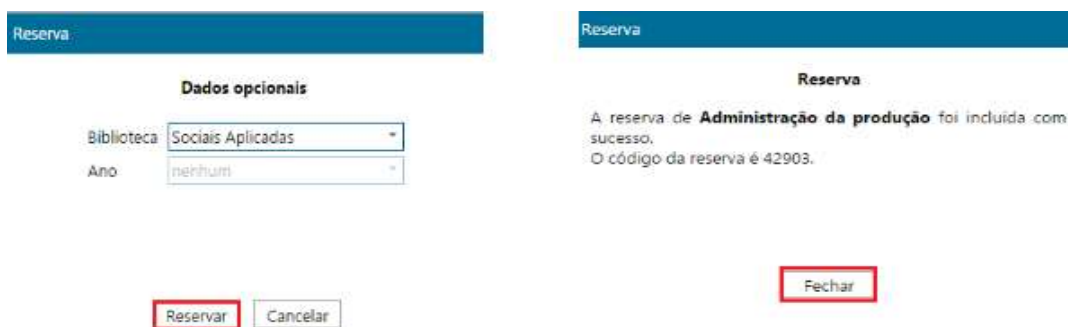 Reserva
Dados opcionais
Biblioteca Sociais Aplicadas
Ano nenhum
Reservar Cancelar
Reserva
Reserva
A reserva de Administração da produção foi incluida com
sucesso.
O código da reserva é 42903.
Fechar